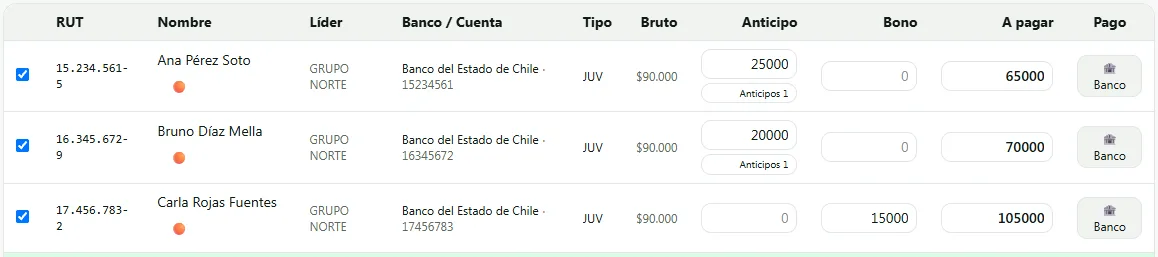 RUT Nombre Líder Banco / Cuenta Tipo Bruto Anticipo Bono A pagar Pago
15.234.561-5 Ana Pérez Soto GRUPO NORTE Banco del Estado de Chile · 15234561 JUV $90.000 25000 Anticipos 1 0 65000 Banco
16.345.672-9 Bruno Díaz Mella GRUPO NORTE Banco del Estado de Chile · 16345672 JUV $90.000 20000 Anticipos 1 0 70000 Banco
17.456.783-2 Carla Rojas Fuentes GRUPO NORTE Banco del Estado de Chile · 17456783 JUV $90.000 0 15000 105000 Banco